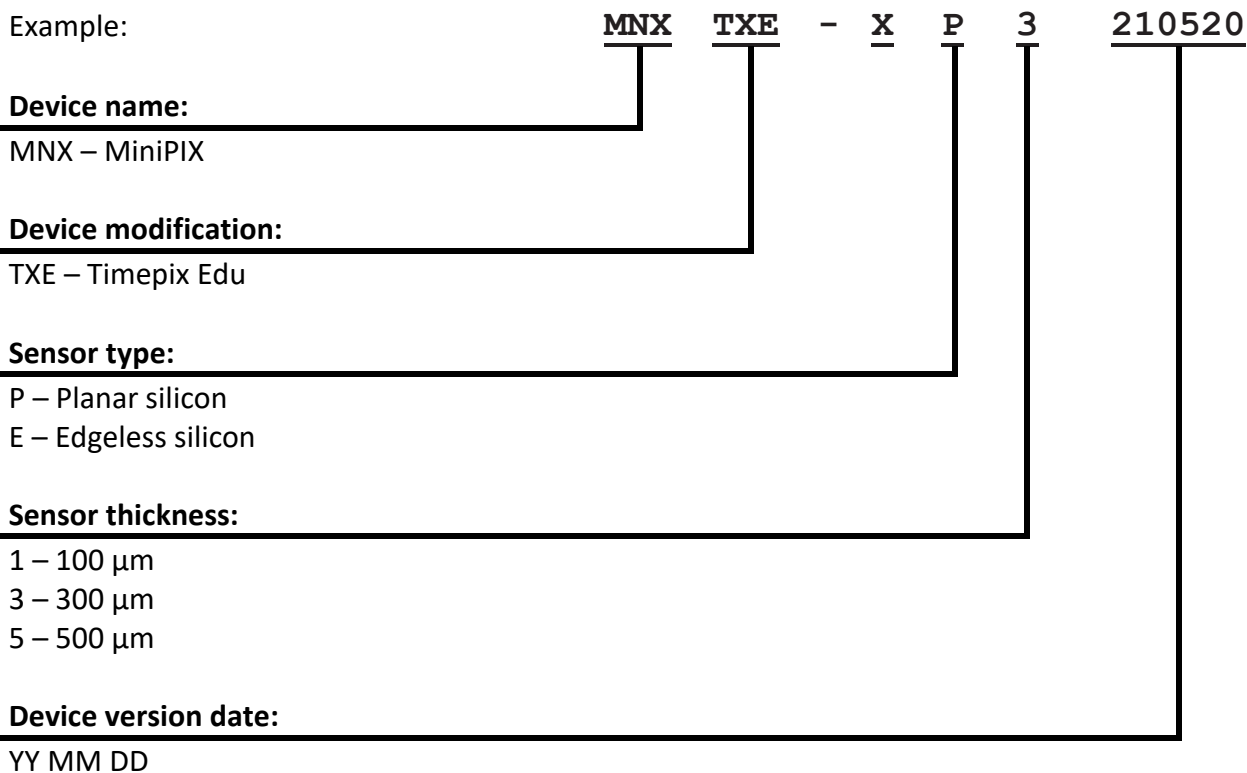 Example: MNX TXE - X P 3 210520
Device name:
MNX – MiniPIX
Device modification:
TXE – Timepix Edu
Sensor type:
P – Planar silicon
E – Edgeless silicon
Sensor thickness:
1 – 100 μm
3 – 300 μm
5 – 500 μm
Device version date:
YY MM DD